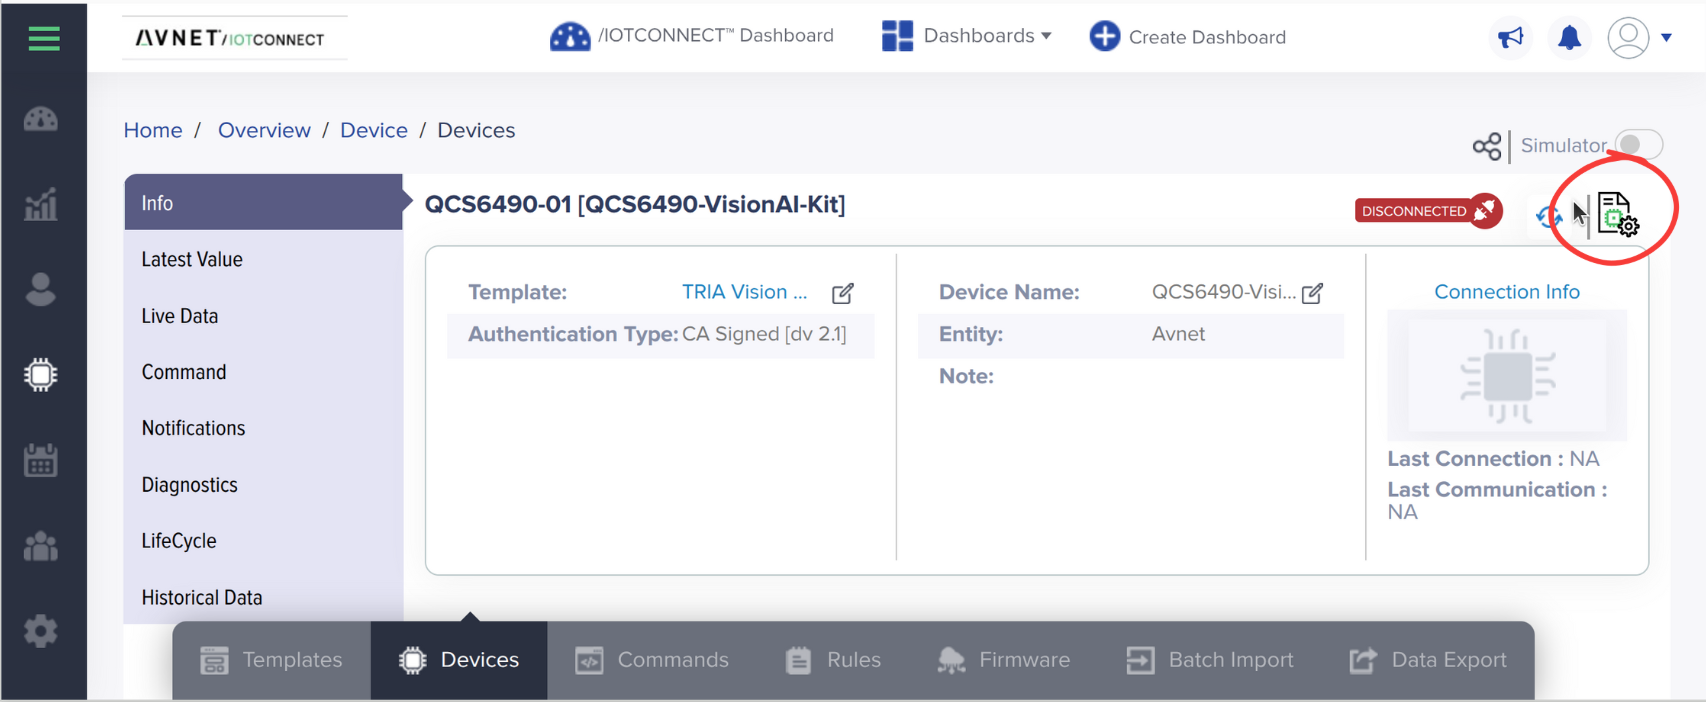 AVNET /IOTCONNECT
/IOTCONNECT™ Dashboard
Dashboards
Create Dashboard
Home / Overview / Device / Devices
Simulator
Info
Latest Value
Live Data
Command
Notifications
Diagnostics
LifeCycle
Historical Data
QCS6490-01 [QCS6490-VisionAI-Kit]
DISCONNECTED
Template: TRIA Vision ...
Authentication Type: CA Signed [dv 2.1]
Device Name: QCS6490-Visi...
Entity: Avnet
Note:
Connection Info
Last Connection : NA
Last Communication :
NA
Templates
Devices
Commands
Rules
Firmware
Batch Import
Data Export